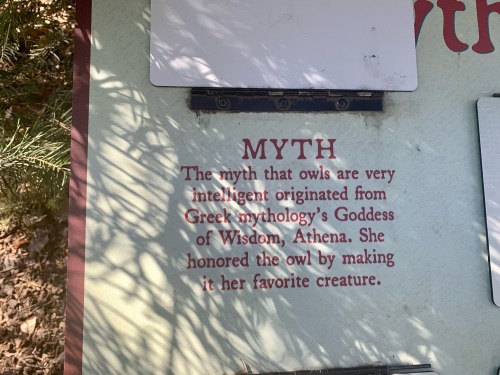 yth
MYTH
The myth that owls are very
intelligent originated from
Greek mythology's Goddess
of Wisdom, Athena. She
honored the owl by making
it her favorite creature.